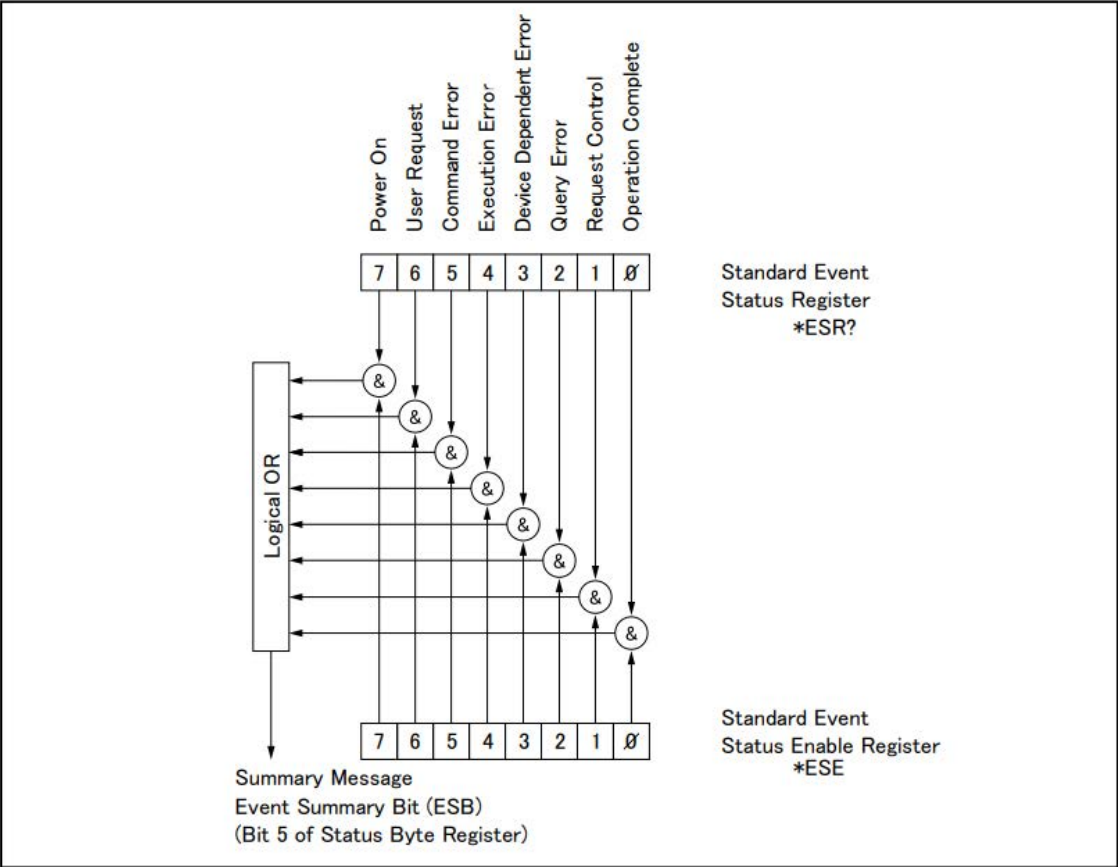 Power On
User Request
Command Error
Execution Error
Device Dependent Error
Query Error
Request Control
Operation Complete
7 6 5 4 3 2 1 0̸
Standard Event
Status Register
*ESR?
&
&
&
&
&
&
&
&
Logical OR
7 6 5 4 3 2 1 0̸
Standard Event
Status Enable Register
*ESE
Summary Message
Event Summary Bit (ESB)
(Bit 5 of Status Byte Register)